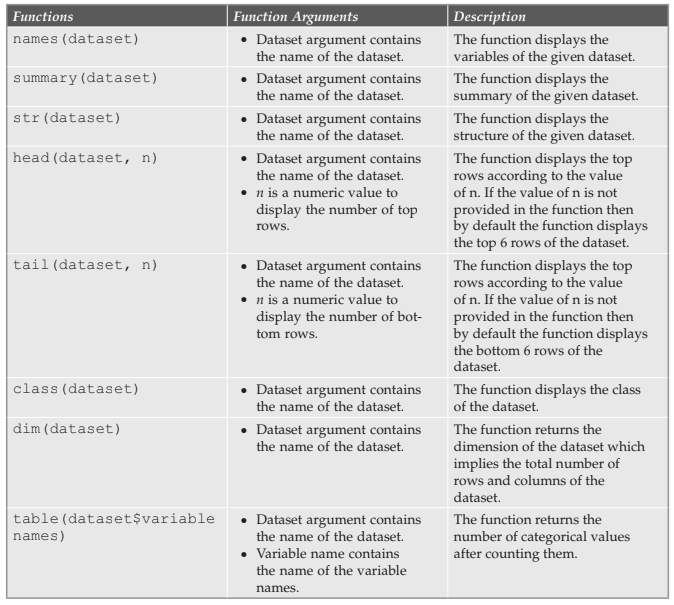 Functions Function Arguments Description
names(dataset)
• Dataset argument contains
the name of the dataset.
The function displays the
variables of the given dataset.
summary(dataset)
• Dataset argument contains
the name of the dataset.
The function displays the
summary of the given dataset.
str(dataset)
• Dataset argument contains
the name of the dataset.
The function displays the
structure of the given dataset.
head(dataset, n)
• Dataset argument contains
the name of the dataset.
• n is a numeric value to
display the number of top
rows.
The function displays the top
rows according to the value
of n. If the value of n is not
provided in the function then
by default the function displays
the top 6 rows of the dataset.
tail(dataset, n)
• Dataset argument contains
the name of the dataset.
• n is a numeric value to
display the number of bot-
tom rows.
The function displays the top
rows according to the value
of n. If the value of n is not
provided in the function then
by default the function displays
the bottom 6 rows of the
dataset.
class(dataset)
• Dataset argument contains
the name of the dataset.
The function displays the class
of the dataset.
dim(dataset)
• Dataset argument contains
the name of the dataset.
The function returns the
dimension of the dataset which
implies the total number of
rows and columns of the
dataset.
table(dataset$variable
names)
• Dataset argument contains
the name of the dataset.
• Variable name contains
the name of the variable
names.
The function returns the
number of categorical values
after counting them.